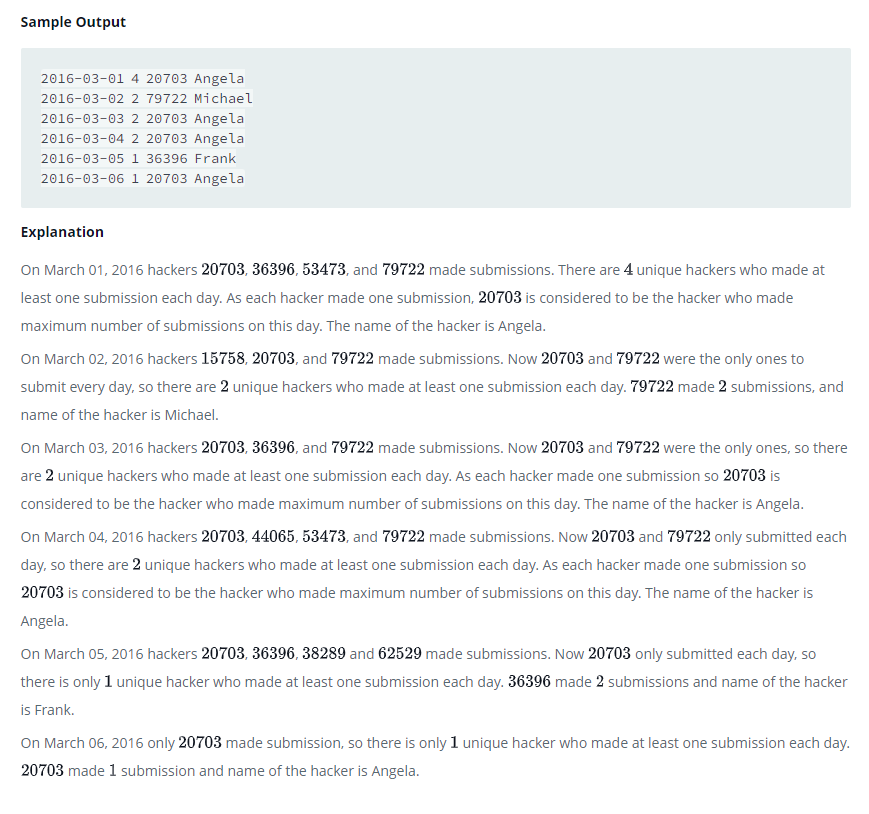 Sample Output
2016-03-01 4 20703 Angela
2016-03-02 2 79722 Michael
2016-03-03 2 20703 Angela
2016-03-04 2 20703 Angela
2016-03-05 1 36396 Frank
2016-03-06 1 20703 Angela
Explanation
On March 01, 2016 hackers 20703, 36396, 53473, and 79722 made submissions. There are 4 unique hackers who made at
least one submission each day. As each hacker made one submission, 20703 is considered to be the hacker who made
maximum number of submissions on this day. The name of the hacker is Angela.
On March 02, 2016 hackers 15758, 20703, and 79722 made submissions. Now 20703 and 79722 were the only ones to
submit every day, so there are 2 unique hackers who made at least one submission each day. 79722 made 2 submissions, and
name of the hacker is Michael.
On March 03, 2016 hackers 20703, 36396, and 79722 made submissions. Now 20703 and 79722 were the only ones, so there
are 2 unique hackers who made at least one submission each day. As each hacker made one submission so 20703 is
considered to be the hacker who made maximum number of submissions on this day. The name of the hacker is Angela.
On March 04, 2016 hackers 20703, 44065, 53473, and 79722 made submissions. Now 20703 and 79722 only submitted each
day, so there are 2 unique hackers who made at least one submission each day. As each hacker made one submission so
20703 is considered to be the hacker who made maximum number of submissions on this day. The name of the hacker is
Angela.
On March 05, 2016 hackers 20703, 36396, 38289 and 62529 made submissions. Now 20703 only submitted each day, so
there is only 1 unique hacker who made at least one submission each day. 36396 made 2 submissions and name of the hacker
is Frank.
On March 06, 2016 only 20703 made submission, so there is only 1 unique hacker who made at least one submission each day.
20703 made 1 submission and name of the hacker is Angela.